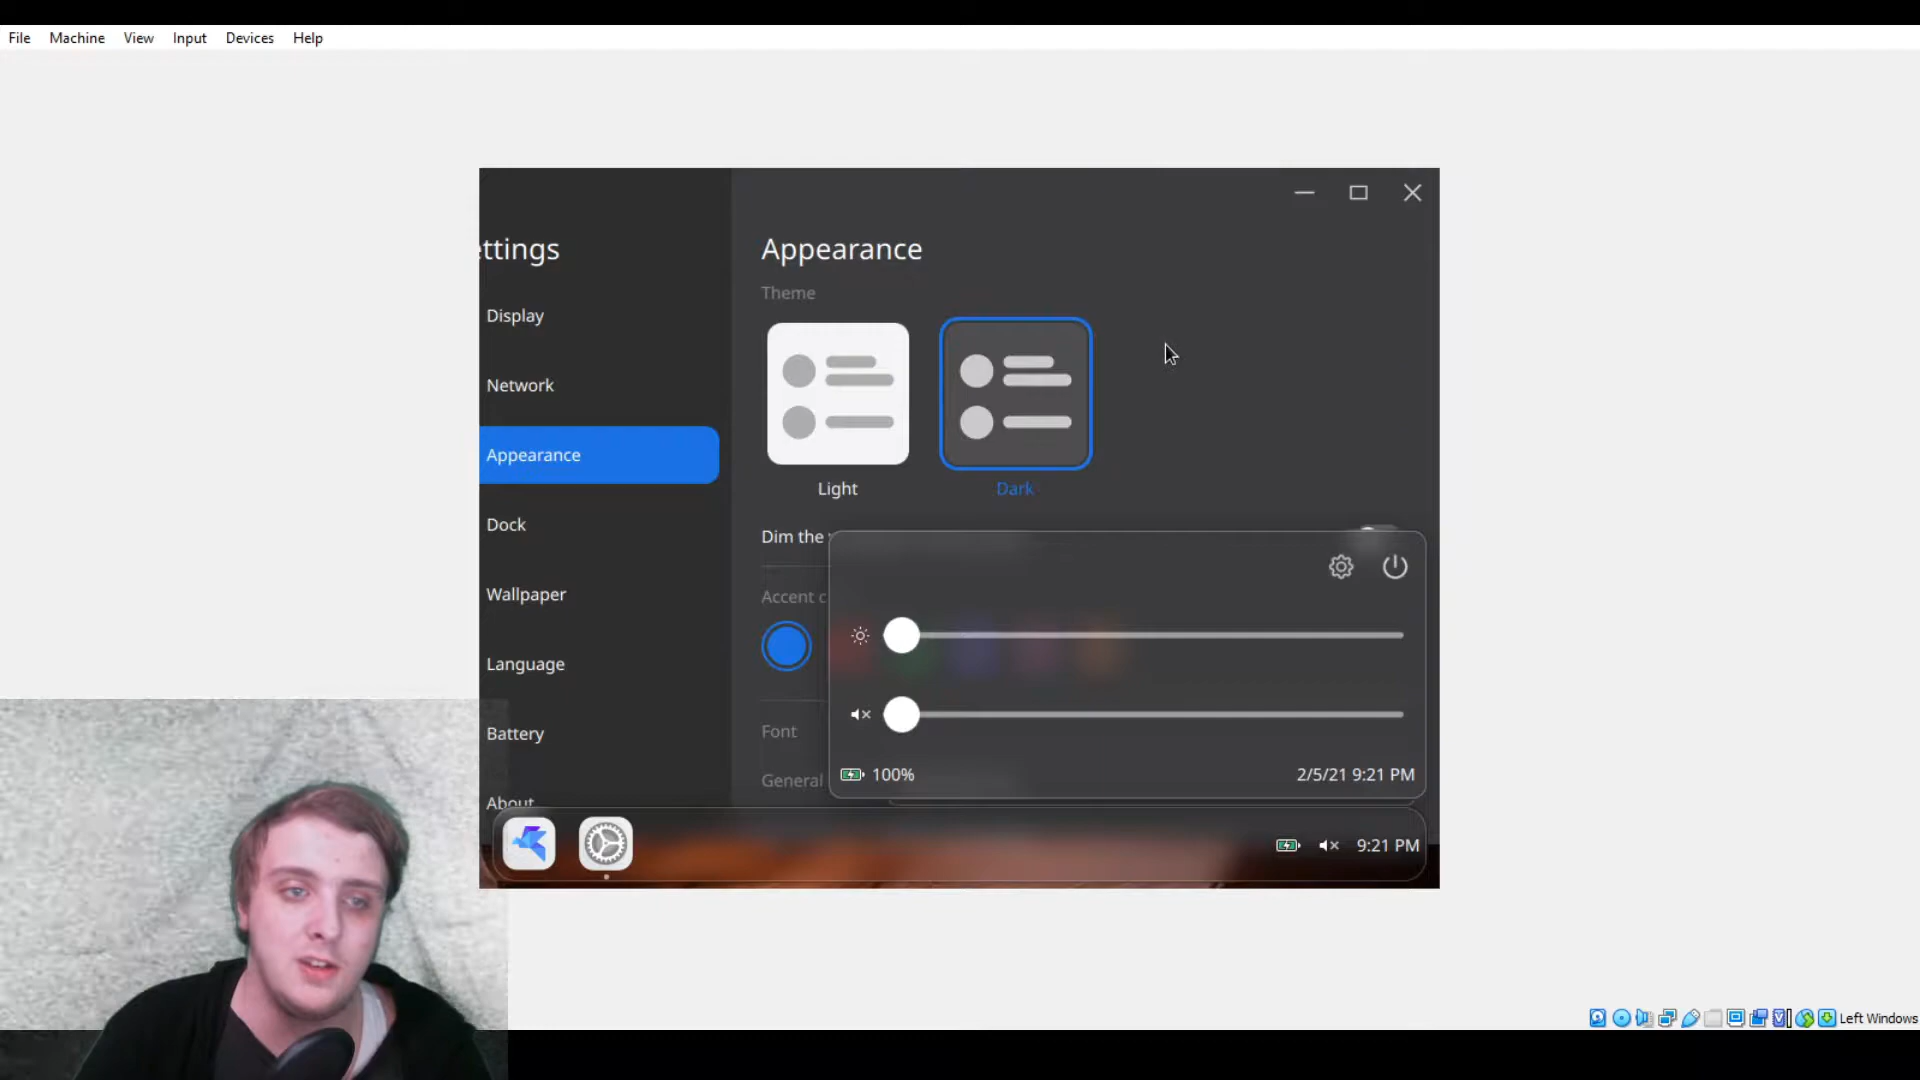 File Machine View Input Devices Help
ettings
Display
Network
Appearance
Dock
Wallpaper
Language
Battery
About
Appearance
Theme
Light Dark
Dim the
Accent c
Font
General
100% 2/5/21 9:21 PM
9:21 PM
Left Windows